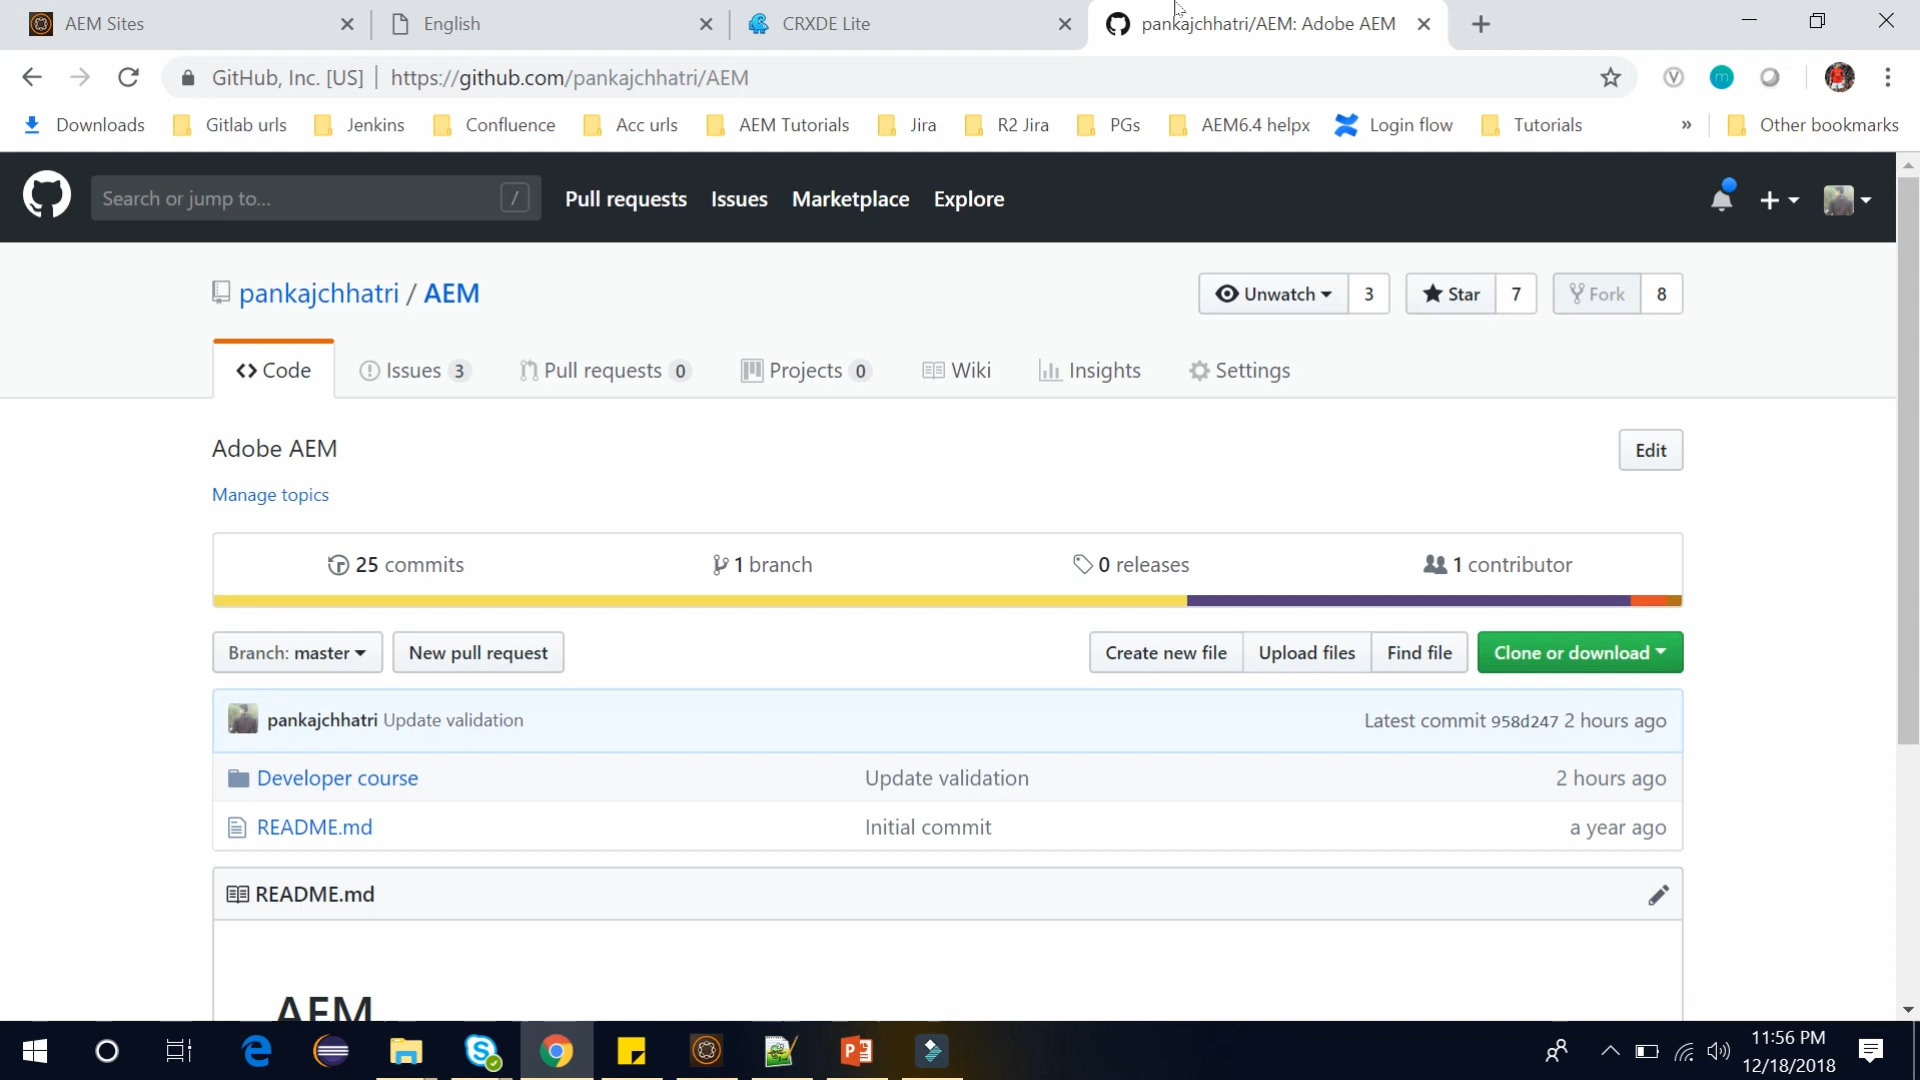 AEM Sites
English
CRXDE Lite
pankajchhatri/AEM: Adobe AEM
GitHub, Inc. [US] | https://github.com/pankajchhatri/AEM
V
m
Downloads Gitlab urls Jenkins Confluence Acc urls AEM Tutorials Jira R2 Jira PGs AEM6.4 helpx Login flow Tutorials » Other bookmarks
Search or jump to... / Pull requests Issues Marketplace Explore
pankajchhatri / AEM
Unwatch 3 Star 7 Fork 8
Code Issues 3 Pull requests 0 Projects 0 Wiki Insights Settings
Adobe AEM
Edit
Manage topics
25 commits 1 branch 0 releases 1 contributor
Branch: master New pull request Create new file Upload files Find file Clone or download
pankajchhatri Update validation Latest commit 958d247 2 hours ago
Developer course Update validation 2 hours ago
README.md Initial commit a year ago
README.md
AEM
11:56 PM
12/18/2018